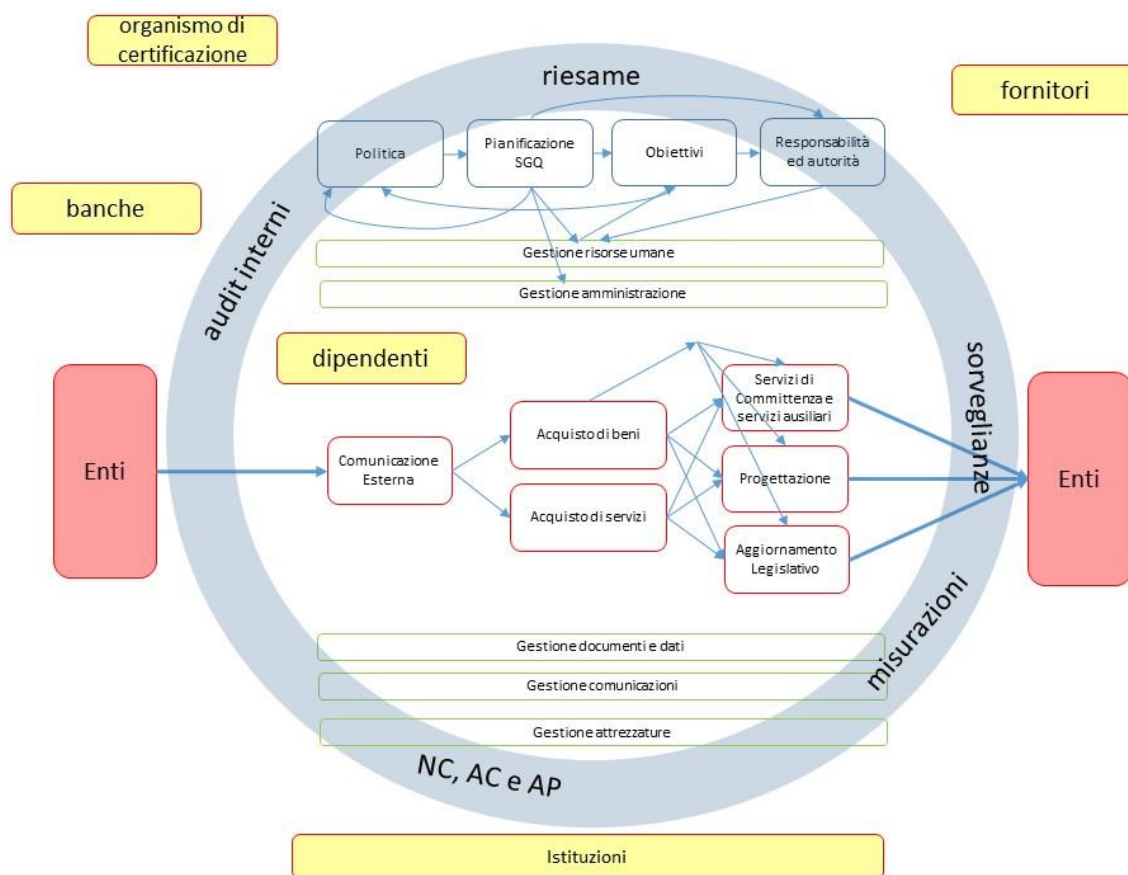 organismo di
certificazione
riesame
fornitori
Politica
Pianificazione
SGQ
Obiettivi
Responsabilità
ed autorità
banche
audit interni
Gestione risorse umane
Gestione amministrazione
dipendenti
sorveglianze
Enti
Comunicazione
Esterna
Acquisto di beni
Acquisto di servizi
Servizi di
Committenza e
servizi ausiliari
Progettazione
Aggiornamento
Legislativo
Enti
misurazioni
Gestione documenti e dati
Gestione comunicazioni
Gestione attrezzature
NC, AC e AP
Istituzioni